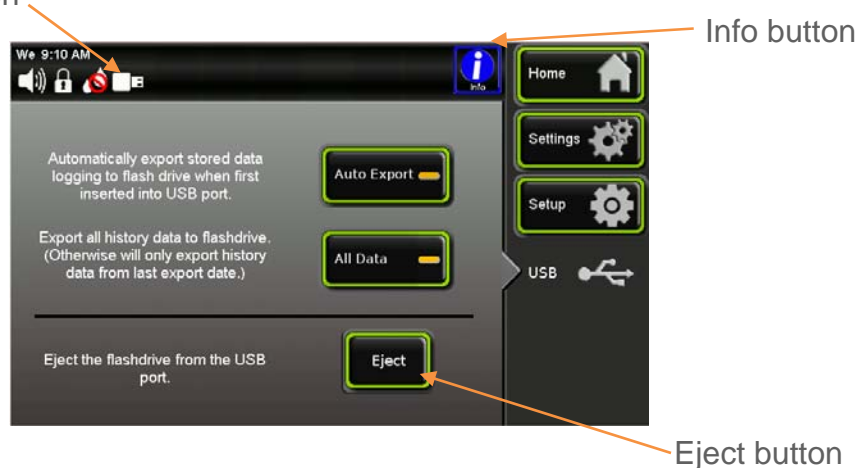 Info button
We 9:10 AM
Info
Home
Settings
Setup
USB
Automatically export stored data
logging to flash drive when first
inserted into USB port.
Auto Export
Export all history data to flashdrive.
(Otherwise will only export history
data from last export date.)
All Data
Eject the flashdrive from the USB
port.
Eject
Eject button